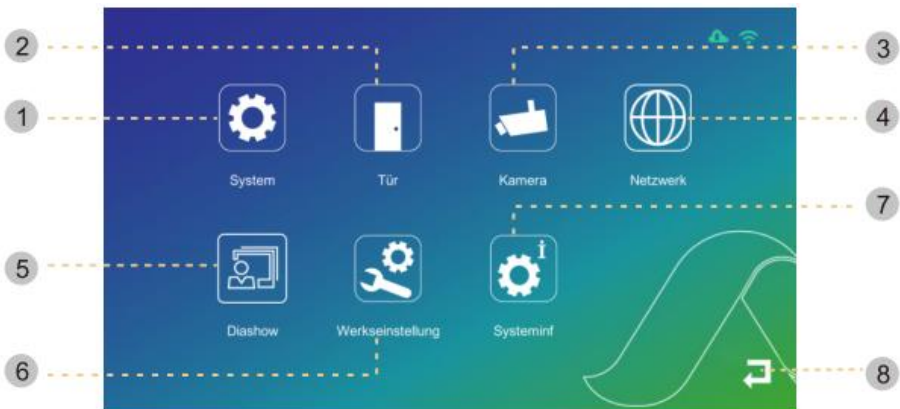 2
3
1
4
System
Tür
Kamera
Netzwerk
7
5
Diashow
Werkseinstellung
Systeminf
6
8